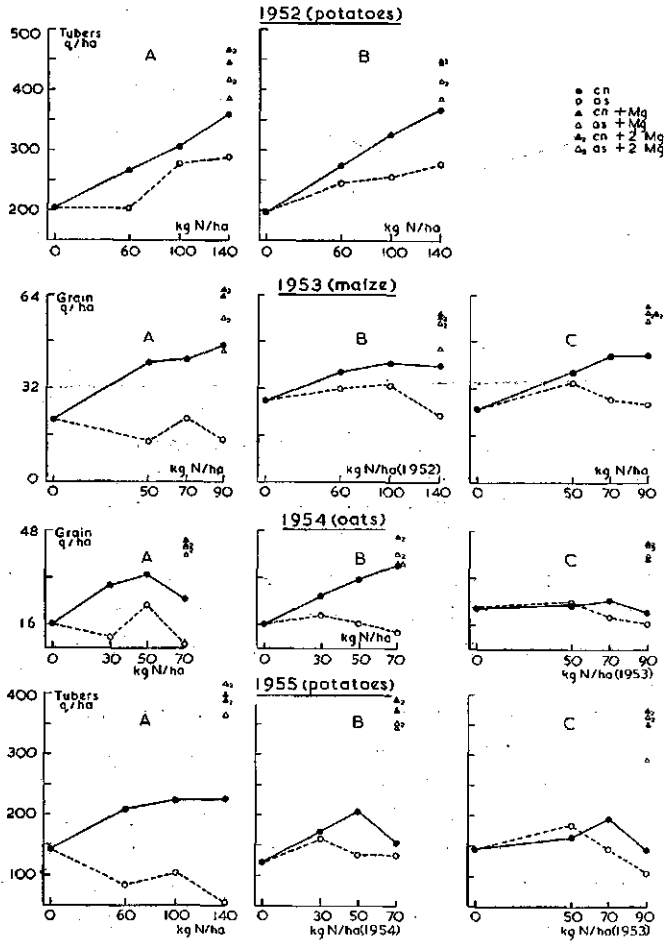 1952 (potatoes)
Tubers
q/ha
500
400
300
200
A
B
kg N/ha
kg N/ha
0 60 100 140
0 60 100 140
cn
as
cn + Mg
as + Mg
2 cn + 2 Mg
2 as + 2 Mg
1953 (maize)
Grain
q/ha
64
32
0
A
B
C
kg N/ha
kg N/ha (1952)
kg N/ha
0 50 70 90
0 60 100 140
0 50 70 90
1954 (oats)
Grain
q/ha
48
16
A
B
C
kg N/ha
0 30 50 70
0 30 50 70
0 50 70 90
kg N/ha
kg N/ha (1953)
1955 (potatoes)
Tubers
q/ha
400
300
200
100
A
B
C
0 60 100 140
0 30 50 70
0 50 70 90
kg N/ha
kg N/ha (1954)
kg N/ha (1953)